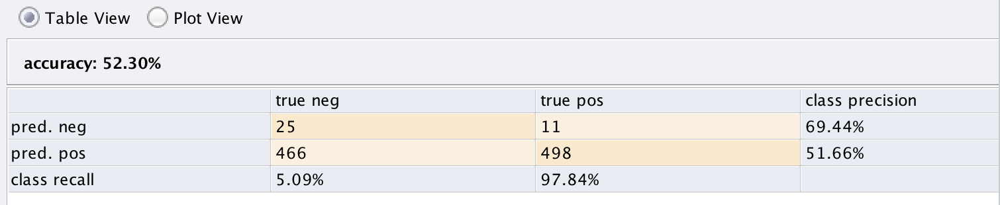 Table View Plot View
accuracy: 52.30%
true neg true pos class precision
pred. neg 25 11 69.44%
pred. pos 466 498 51.66%
class recall 5.09% 97.84%